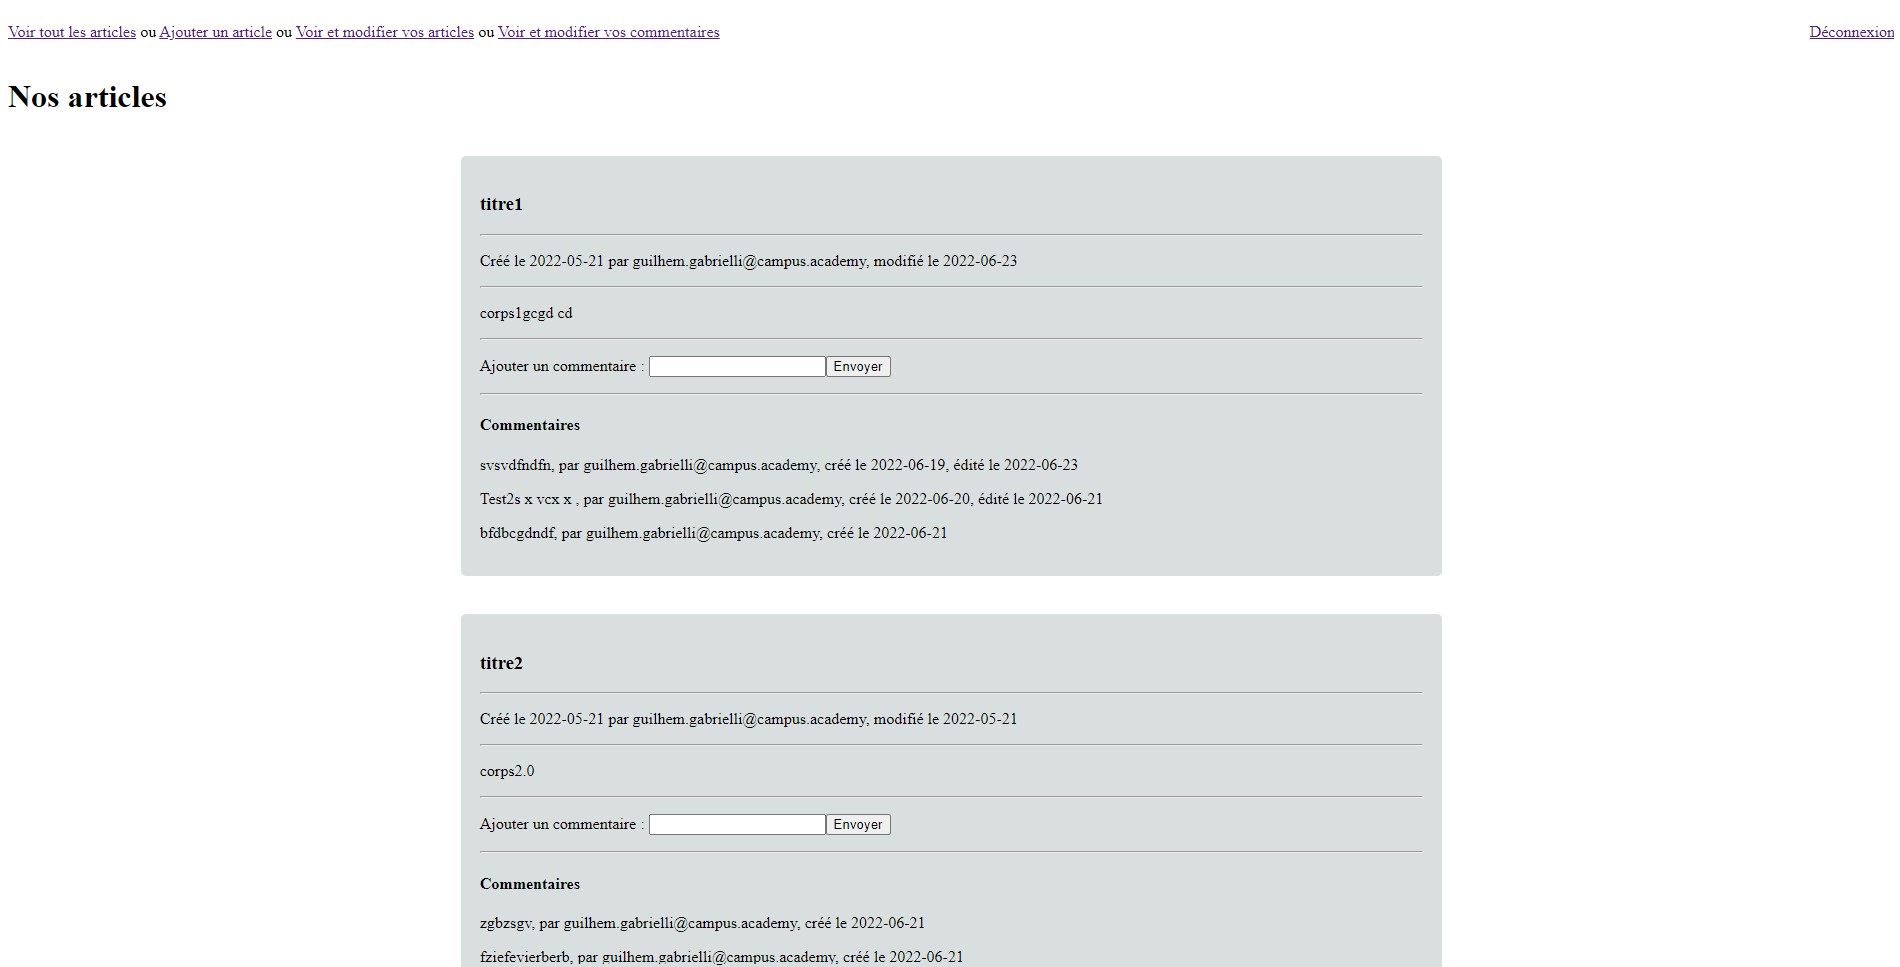 Voir tout les articles ou Ajouter un article ou Voir et modifier vos articles ou Voir et modifier vos commentaires Déconnexion
Nos articles
titre1
Créé le 2022-05-21 par guilhem.gabrielli@campus.academy, modifié le 2022-06-23
corps1gcgd cd
Ajouter un commentaire : Envoyer
Commentaires
svsvdfndfn, par guilhem.gabrielli@campus.academy, créé le 2022-06-19, édité le 2022-06-23
Test2s x vcx x , par guilhem.gabrielli@campus.academy, créé le 2022-06-20, édité le 2022-06-21
bfdbcgdndf, par guilhem.gabrielli@campus.academy, créé le 2022-06-21
titre2
Créé le 2022-05-21 par guilhem.gabrielli@campus.academy, modifié le 2022-05-21
corps2.0
Ajouter un commentaire : Envoyer
Commentaires
zgbzsgv, par guilhem.gabrielli@campus.academy, créé le 2022-06-21
fziefevierberb, par guilhem.gabrielli@campus.academy, créé le 2022-06-21